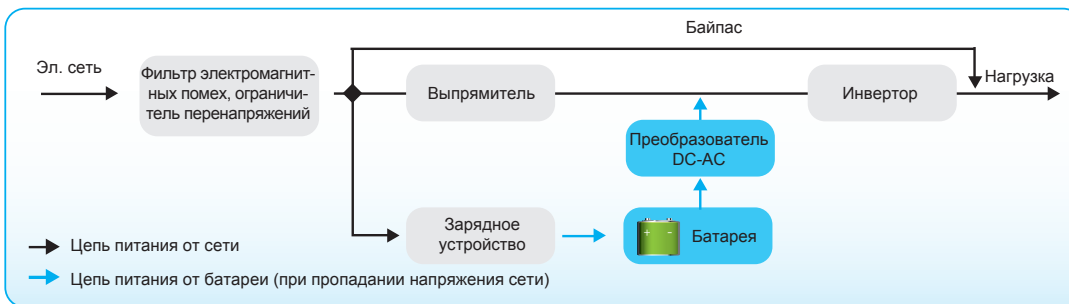 Байпас
Эл. сеть
Фильтр электромагнит-
ных помех, ограничи-
тель перенапряжений
Выпрямитель
Инвертор
Нагрузка
Преобразователь
DC-AC
Зарядное
устройство
+ −
Батарея
Цепь питания от сети
Цепь питания от батареи (при пропадании напряжения сети)